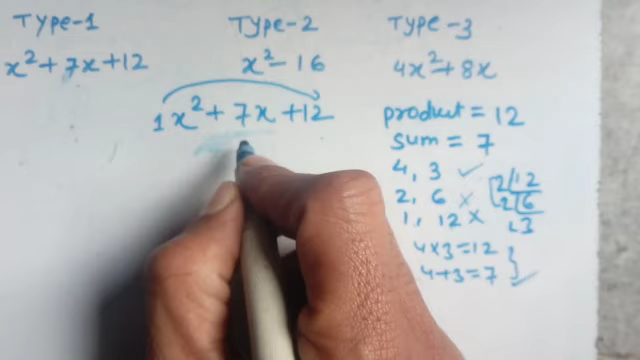 Type-1 Type-2 Type-3
x²+7x+12 x²-16 4x²+8x
1x²+7x+12
product = 12
sum = 7
4, 3 ✓
2, 6 × 2|12
1, 12 × 2|6
3
4×3=12
4+3=7 ✓